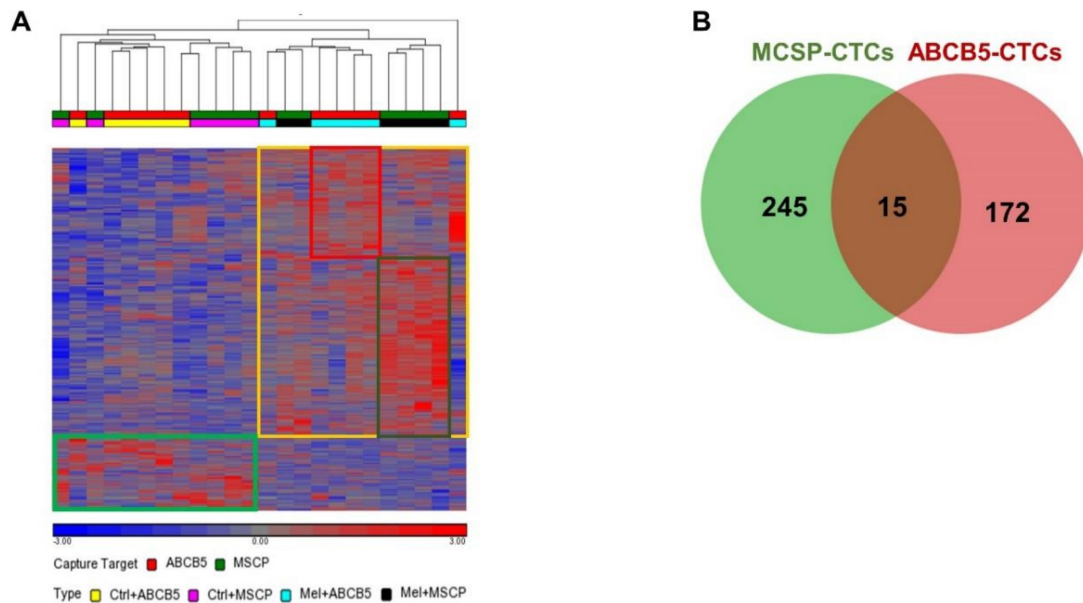 A
B
MCSP-CTCs ABCB5-CTCs
245 15 172
-3.00 0.00 3.00
Capture Target ABCB5 MSCP
Type Ctrl+ABCB5 Ctrl+MSCP Mel+ABCB5 Mel+MSCP